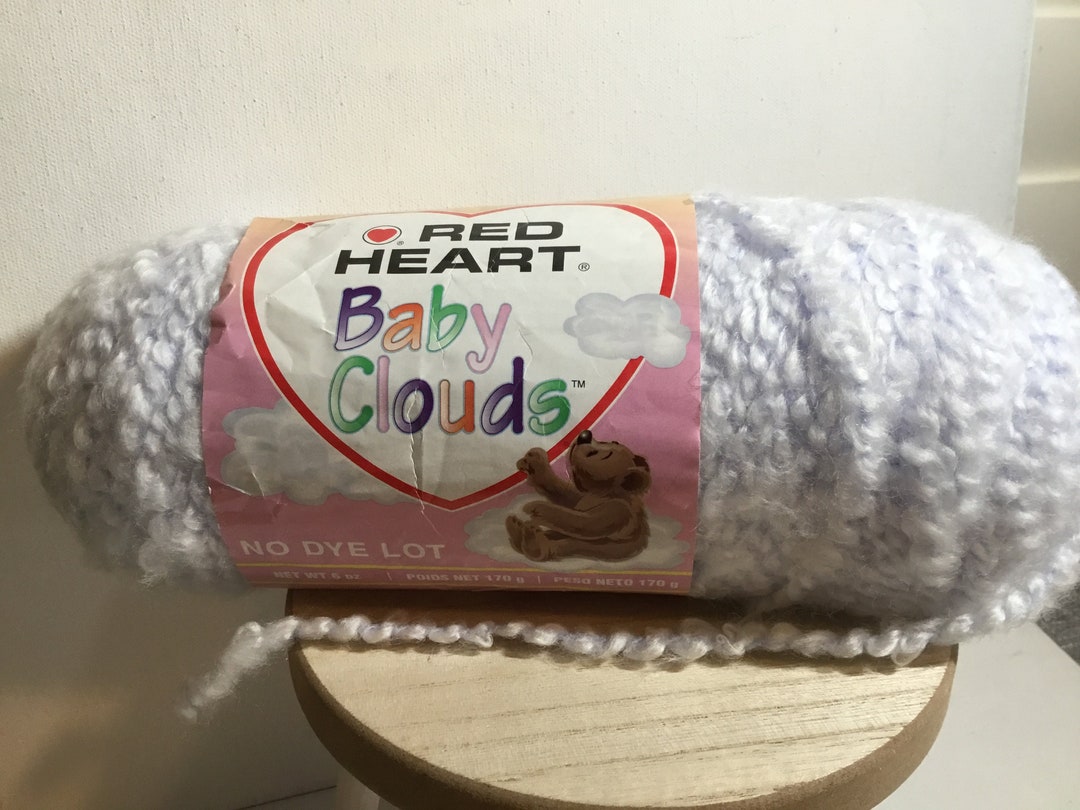 RED
HEART®
Baby
Clouds™
NO DYE LOT
NET WT 6 oz | POIDS NET 170 g | PESO NETO 170 g